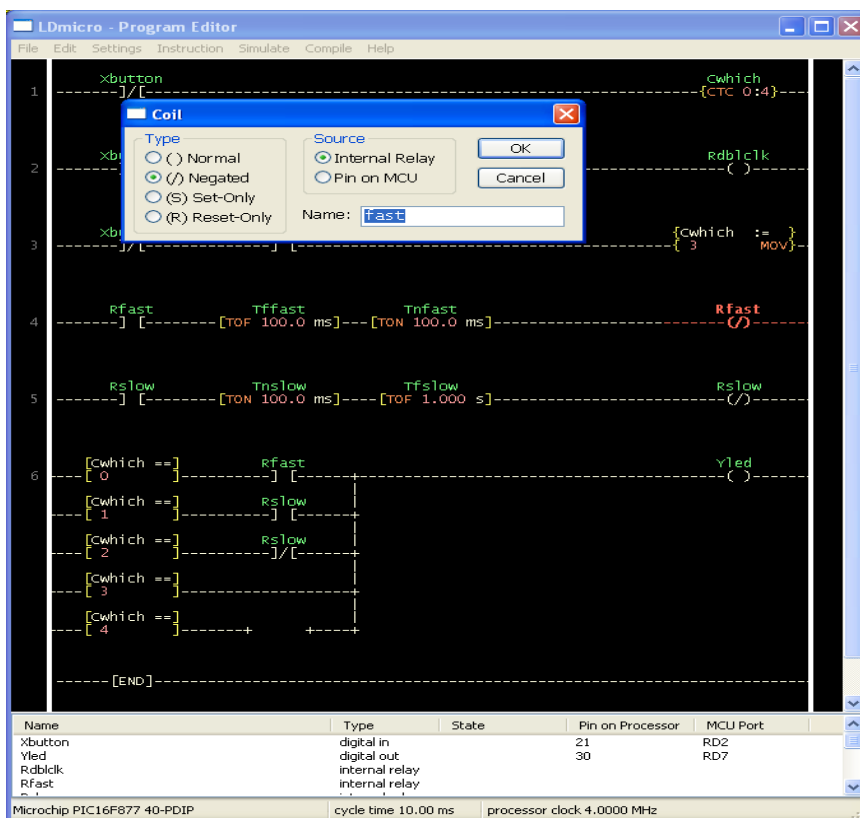 LDmicro - Program Editor
File Edit Settings Instruction Simulate Compile Help
Xbutton Cwhich
1 ------]/[------{CTC 0:4}---
Coil
Type Source
( ) Normal Internal Relay OK
(/) Negated Pin on MCU Cancel
(S) Set-Only
(R) Reset-Only Name: fast
Rdblclk
2 ( )
{Cwhich := }
3 ]/[ ] [ { 3 MOV}
Rfast Tffast Tnfast Rfast
4 ------] [--------[TOF 100.0 ms]---[TON 100.0 ms]------(/)-----
Rslow Tnslow Tfslow Rslow
5 ------] [--------[TON 100.0 ms]----[TOF 1.000 s]------(/)-----
[Cwhich ==] Rfast Yled
6 ---[ 0 ]---------] [-----+------( )-----
[Cwhich ==] Rslow
----[ 1 ]---------] [-----+
[Cwhich ==] Rslow
----[ 2 ]---------]/[-----+
[Cwhich ==]
----[ 3 ]------------------+
[Cwhich ==]
----[ 4 ]-------+ +----+
------[END]------
Name Type State Pin on Processor MCU Port
Xbutton digital in 21 RD2
Yled digital out 30 RD7
Rdblclk internal relay
Rfast internal relay
Microchip PIC16F877 40-PDIP cycle time 10.00 ms processor clock 4.0000 MHz